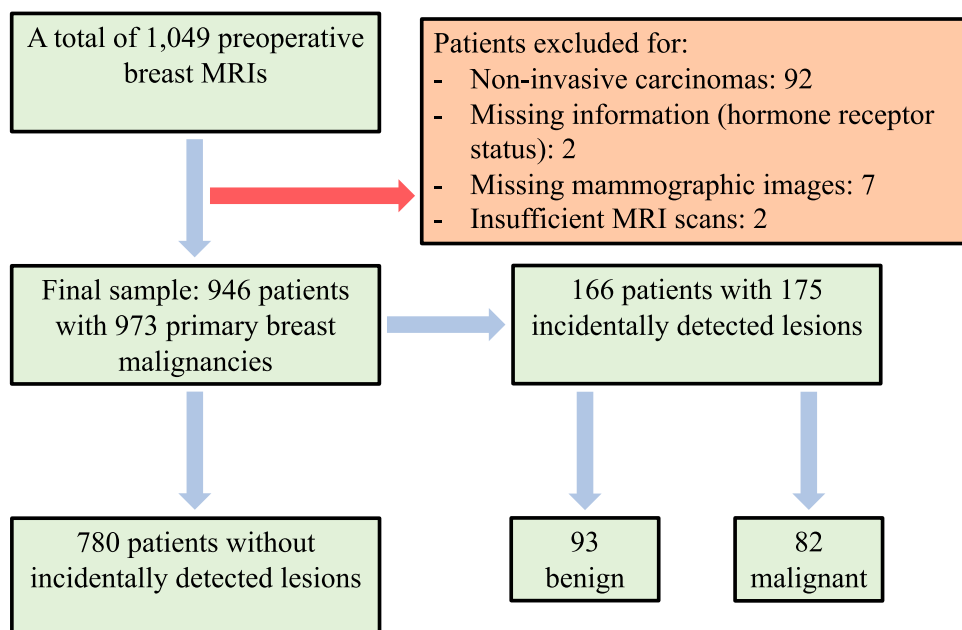 A total of 1,049 preoperative
breast MRIs
Patients excluded for:
- Non-invasive carcinomas: 92
- Missing information (hormone receptor
status): 2
- Missing mammographic images: 7
- Insufficient MRI scans: 2
Final sample: 946 patients
with 973 primary breast
malignancies
166 patients with 175
incidentally detected lesions
780 patients without
incidentally detected lesions
93
benign
82
malignant